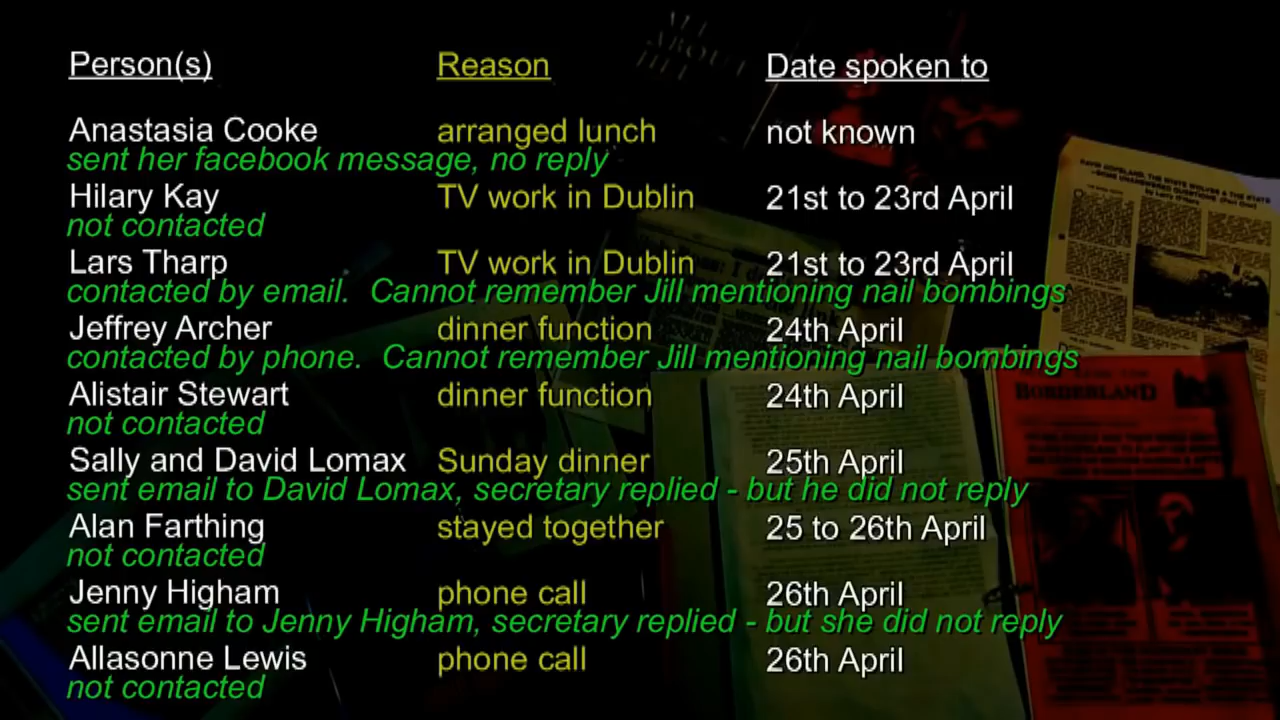 Person(s) Reason Date spoken to
Anastasia Cooke arranged lunch not known
sent her facebook message, no reply
Hilary Kay TV work in Dublin 21st to 23rd April
not contacted
Lars Tharp TV work in Dublin 21st to 23rd April
contacted by email. Cannot remember Jill mentioning nail bombings
Jeffrey Archer dinner function 24th April
contacted by phone. Cannot remember Jill mentioning nail bombings
Alistair Stewart dinner function 24th April
not contacted
Sally and David Lomax Sunday dinner 25th April
sent email to David Lomax, secretary replied - but he did not reply
Alan Farthing stayed together 25 to 26th April
not contacted
Jenny Higham phone call 26th April
sent email to Jenny Higham, secretary replied - but she did not reply
Allasonne Lewis phone call 26th April
not contacted
ALL
ABOUT
JILL
BORDERLAND